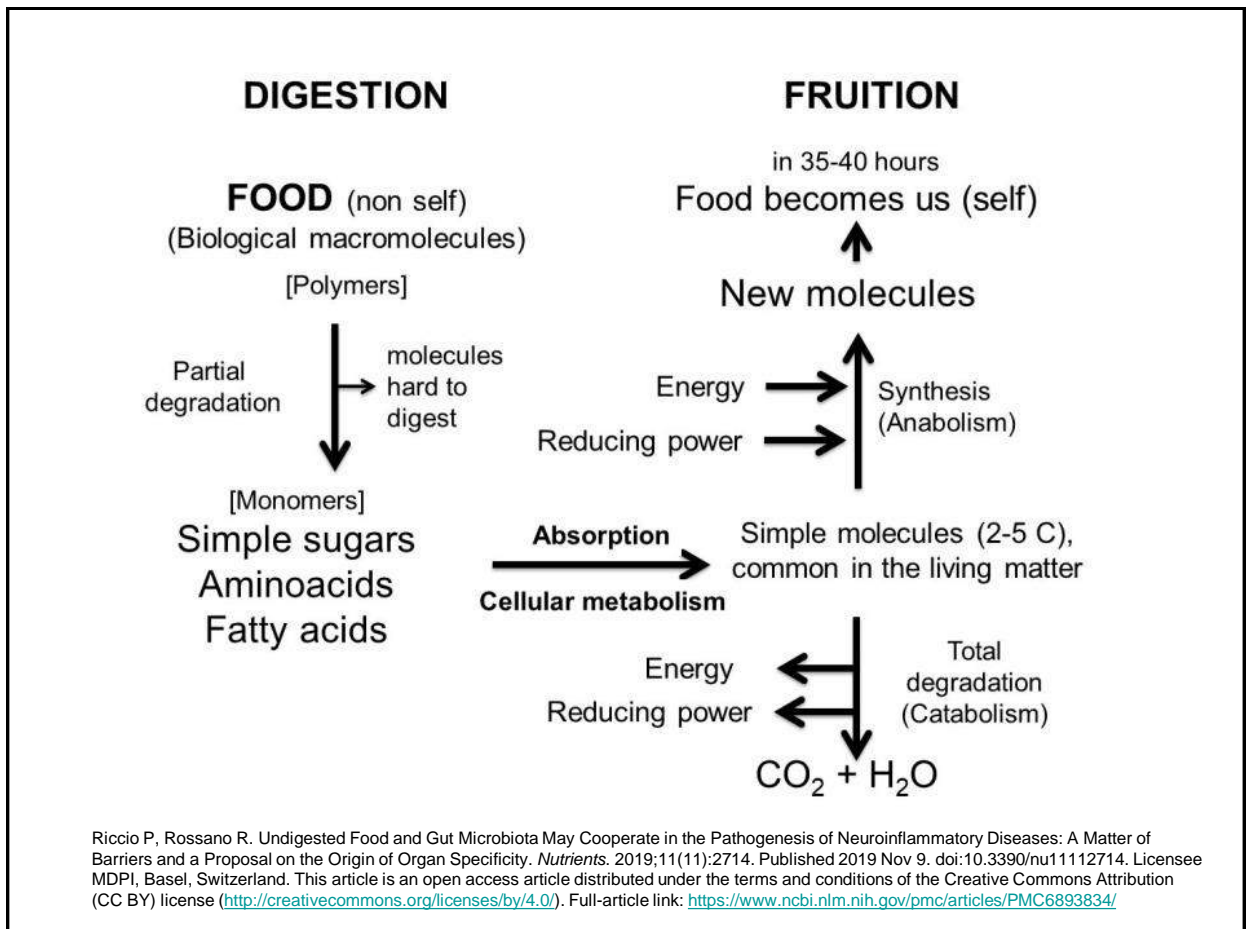 DIGESTION
FOOD (non self)
(Biological macromolecules)
[Polymers]
Partial
degradation
molecules
hard to
digest
[Monomers]
Simple sugars
Aminoacids
Fatty acids
Absorption
Cellular metabolism
FRUITION
in 35-40 hours
Food becomes us (self)
New molecules
Energy
Reducing power
Synthesis
(Anabolism)
Simple molecules (2-5 C),
common in the living matter
Energy
Reducing power
Total
degradation
(Catabolism)
CO₂ + H₂O
Riccio P, Rossano R. Undigested Food and Gut Microbiota May Cooperate in the Pathogenesis of Neuroinflammatory Diseases: A Matter of
Barriers and a Proposal on the Origin of Organ Specificity. Nutrients. 2019;11(11):2714. Published 2019 Nov 9. doi:10.3390/nu11112714. Licensee
MDPI, Basel, Switzerland. This article is an open access article distributed under the terms and conditions of the Creative Commons Attribution
(CC BY) license (http://creativecommons.org/licenses/by/4.0/). Full-article link: https://www.ncbi.nlm.nih.gov/pmc/articles/PMC6893834/